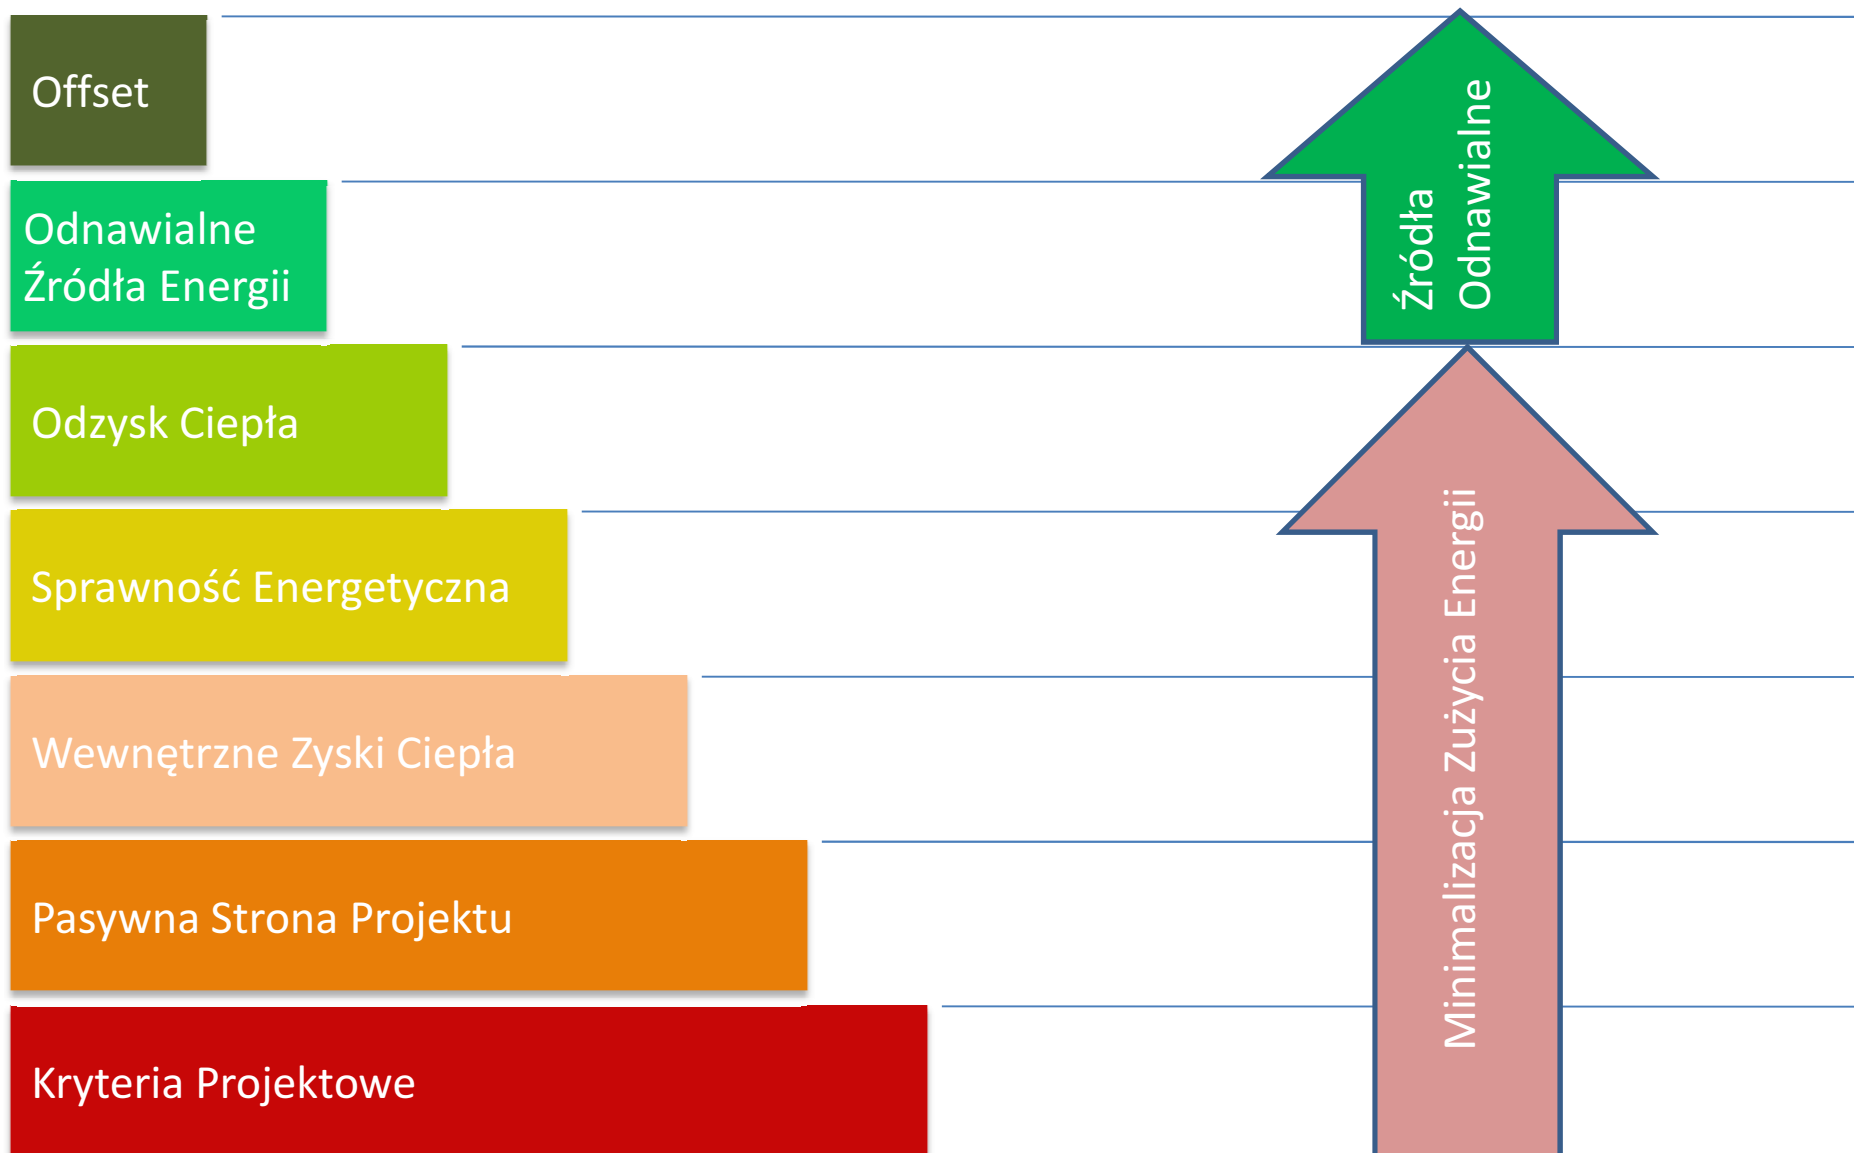 Offset
Odnawialne
Źródła Energii
Odzysk Ciepła
Sprawność Energetyczna
Wewnętrzne Zyski Ciepła
Pasywna Strona Projektu
Kryteria Projektowe
Źródła
Odnawialne
Minimalizacja Zużycia Energii